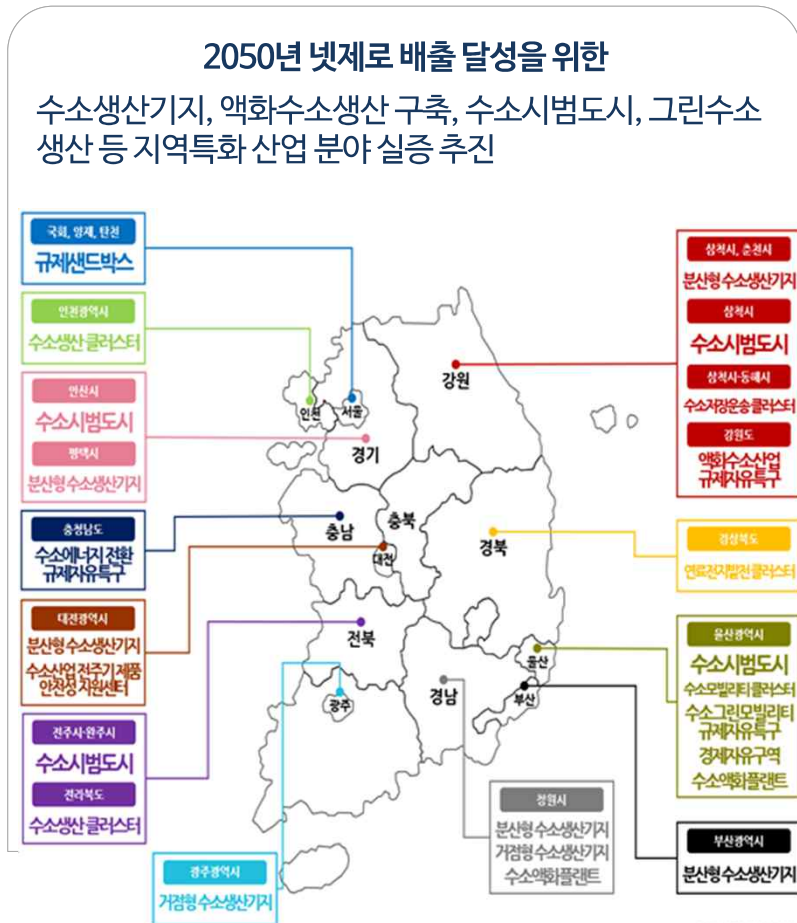 2050년 넷제로 배출 달성을 위한
수소생산기지, 액화수소생산 구축, 수소시범도시, 그린수소
생산 등 지역특화 산업 분야 실증 추진
국회, 양재, 탄천
규제샌드박스
인천광역시
수소생산 클러스터
안산시
수소시범도시
평택시
분산형 수소생산기지
충청남도
수소에너지 전환
규제자유특구
대전광역시
분산형 수소생산기지
수소산업 전주기 제품
안전성 지원센터
전주시·완주시
수소시범도시
전라북도
수소생산 클러스터
광주광역시
거점형 수소생산기지
강원
인천
서울
경기
충남
충북
대전
경북
전북
울산
경남
부산
광주
삼척시, 춘천시
분산형 수소생산기지
삼척시
수소시범도시
삼척시·동해시
수소저장운송 클러스터
강원도
액화수소산업
규제자유특구
경상북도
연료전지발전 클러스터
울산광역시
수소시범도시
수소모빌리티 클러스터
수소그린모빌리티
규제자유특구
경제자유구역
수소액화플랜트
창원시
분산형 수소생산기지
거점형 수소생산기지
수소액화플랜트
부산광역시
분산형 수소생산기지